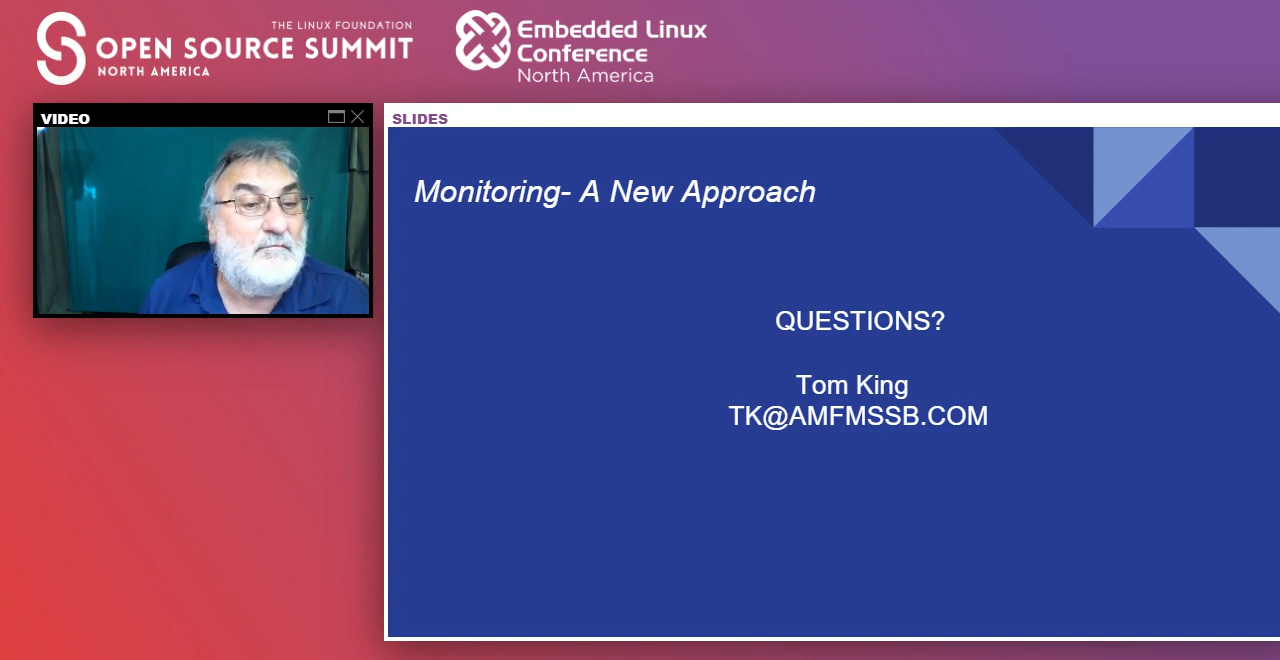 THE LINUX FOUNDATION
OPEN SOURCE SUMMIT
NORTH AMERICA
Embedded Linux
Conference
North America
VIDEO
SLIDES
Monitoring- A New Approach
QUESTIONS?
Tom King
TK@AMFMSSB.COM